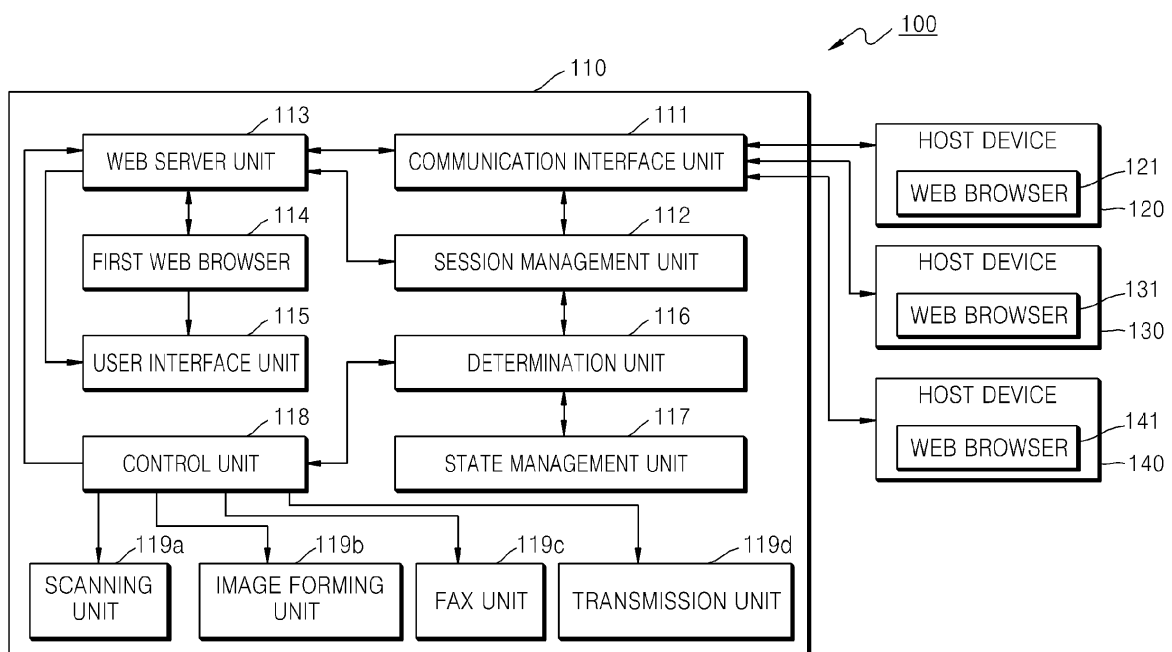 100
110
113
WEB SERVER UNIT
111
COMMUNICATION INTERFACE UNIT
114
FIRST WEB BROWSER
112
SESSION MANAGEMENT UNIT
115
USER INTERFACE UNIT
116
DETERMINATION UNIT
118
CONTROL UNIT
117
STATE MANAGEMENT UNIT
119a
SCANNING
UNIT
119b
IMAGE FORMING
UNIT
119c
FAX UNIT
119d
TRANSMISSION UNIT
HOST DEVICE
121
WEB BROWSER
120
HOST DEVICE
131
WEB BROWSER
130
HOST DEVICE
141
WEB BROWSER
140